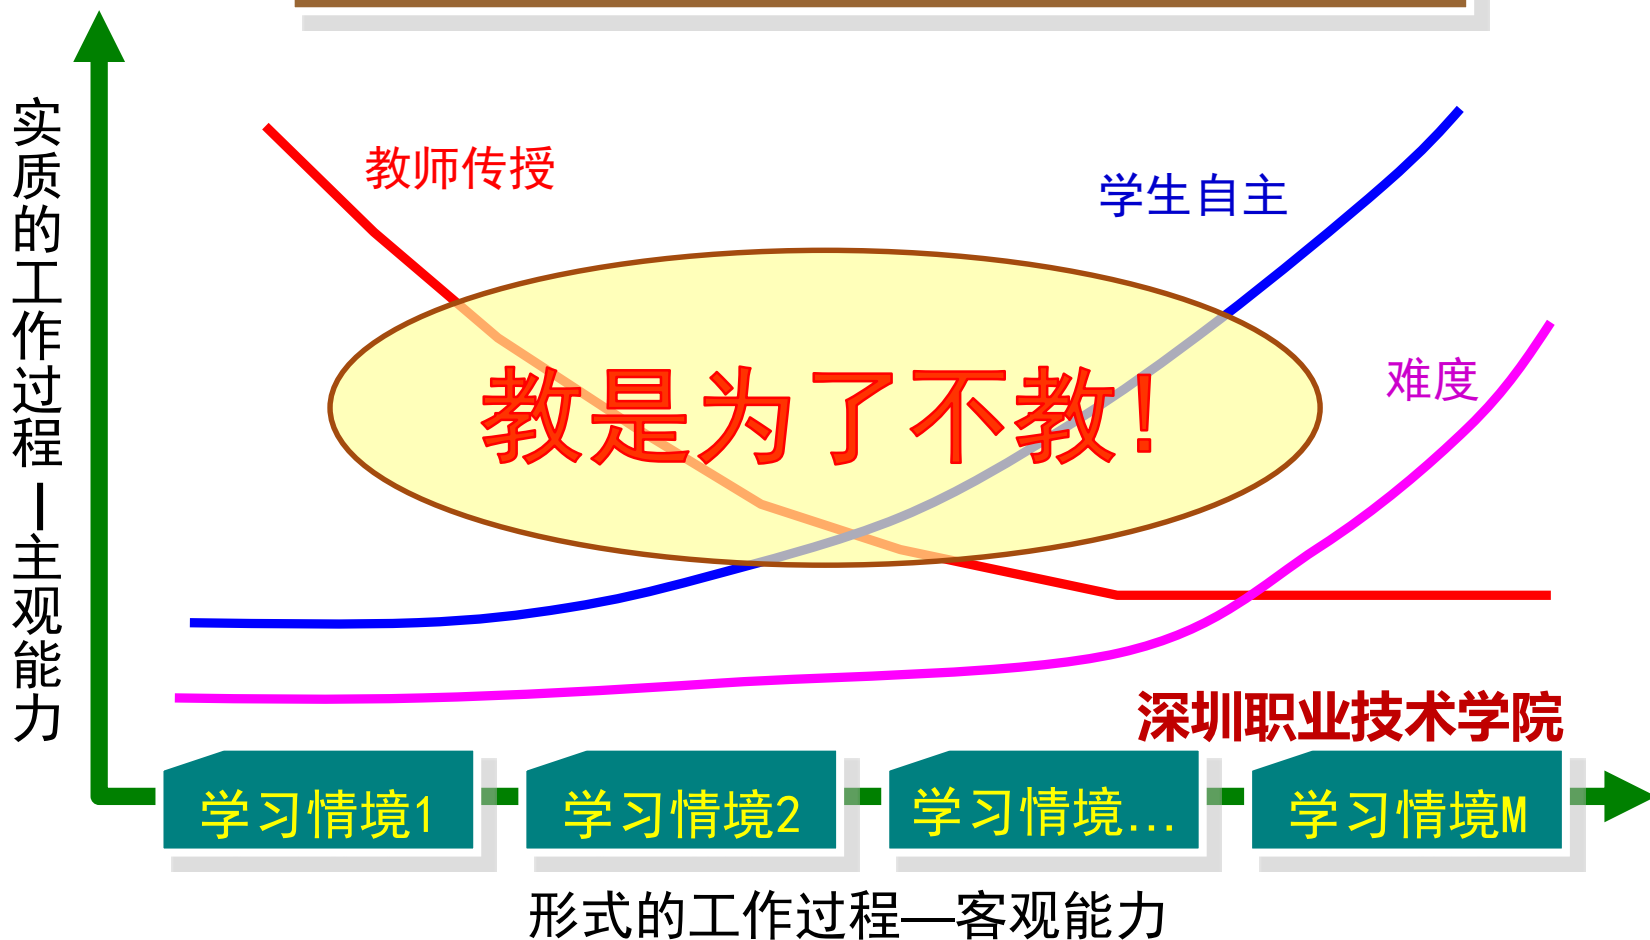 教师传授
学生自主
难度
教是为了不教!
实质的工作过程—主观能力
深圳职业技术学院
学习情境1
学习情境2
学习情境...
学习情境M
形式的工作过程—客观能力